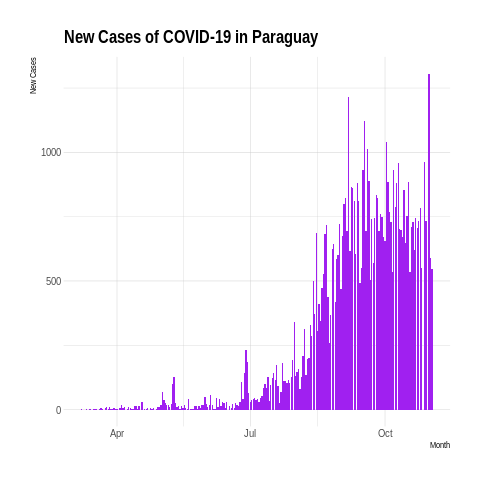 New Cases of COVID-19 in Paraguay
New Cases
1000
500
0
Apr
Jul
Oct
Month